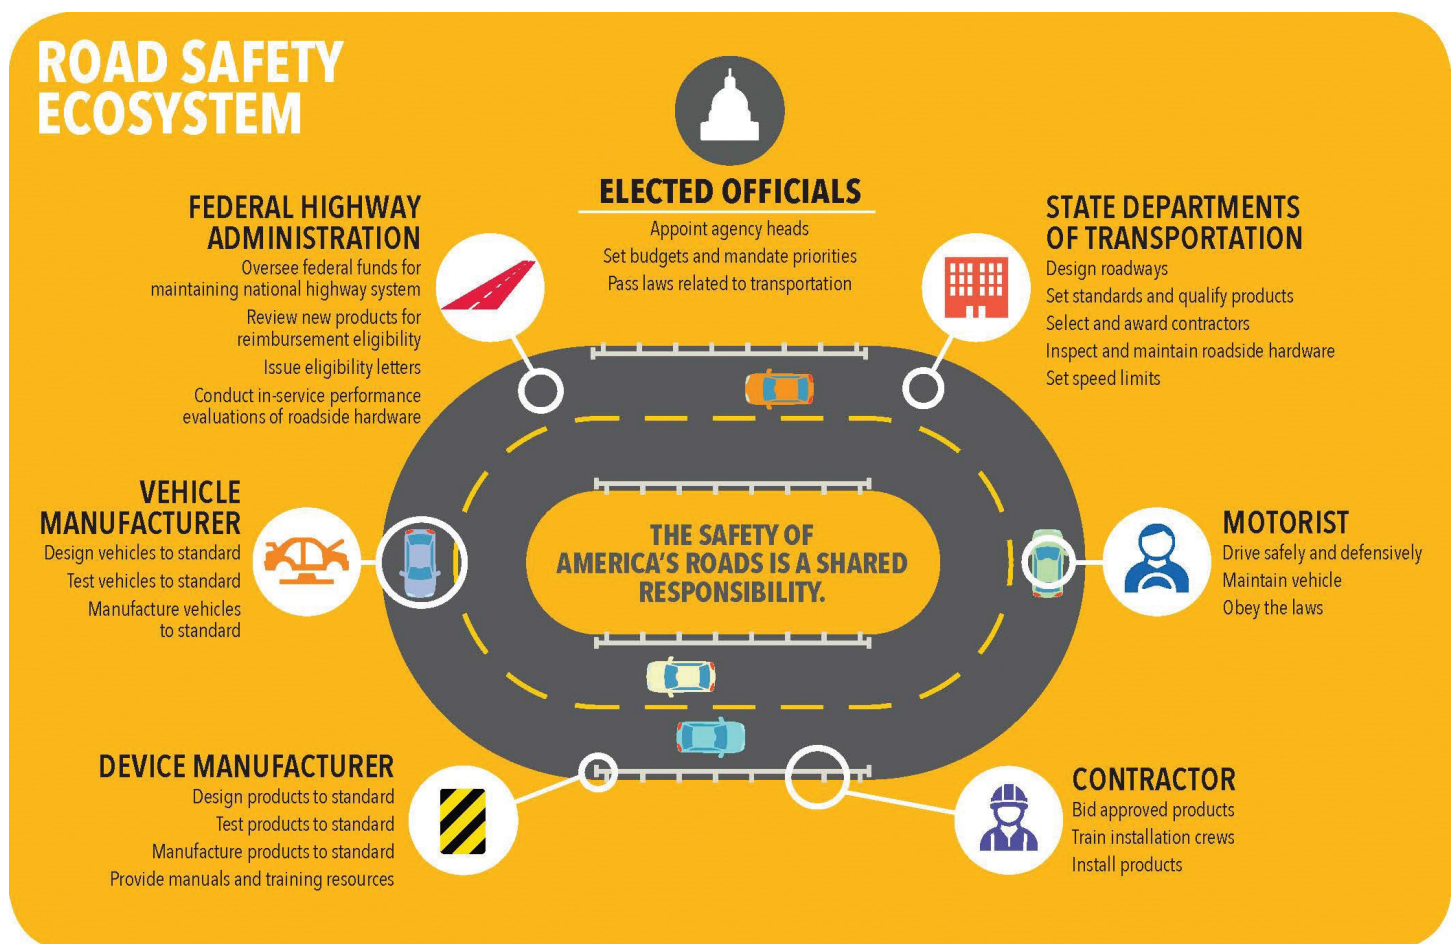 ROAD SAFETY
ECOSYSTEM
ELECTED OFFICIALS
Appoint agency heads
Set budgets and mandate priorities
Pass laws related to transportation
FEDERAL HIGHWAY
ADMINISTRATION
Oversee federal funds for
maintaining national highway system
Review new products for
reimbursement eligibility
Issue eligibility letters
Conduct in-service performance
evaluations of roadside hardware
STATE DEPARTMENTS
OF TRANSPORTATION
Design roadways
Set standards and qualify products
Select and award contractors
Inspect and maintain roadside hardware
Set speed limits
VEHICLE
MANUFACTURER
Design vehicles to standard
Test vehicles to standard
Manufacture vehicles
to standard
THE SAFETY OF
AMERICA'S ROADS IS A SHARED
RESPONSIBILITY.
MOTORIST
Drive safely and defensively
Maintain vehicle
Obey the laws
DEVICE MANUFACTURER
Design products to standard
Test products to standard
Manufacture products to standard
Provide manuals and training resources
CONTRACTOR
Bid approved products
Train installation crews
Install products